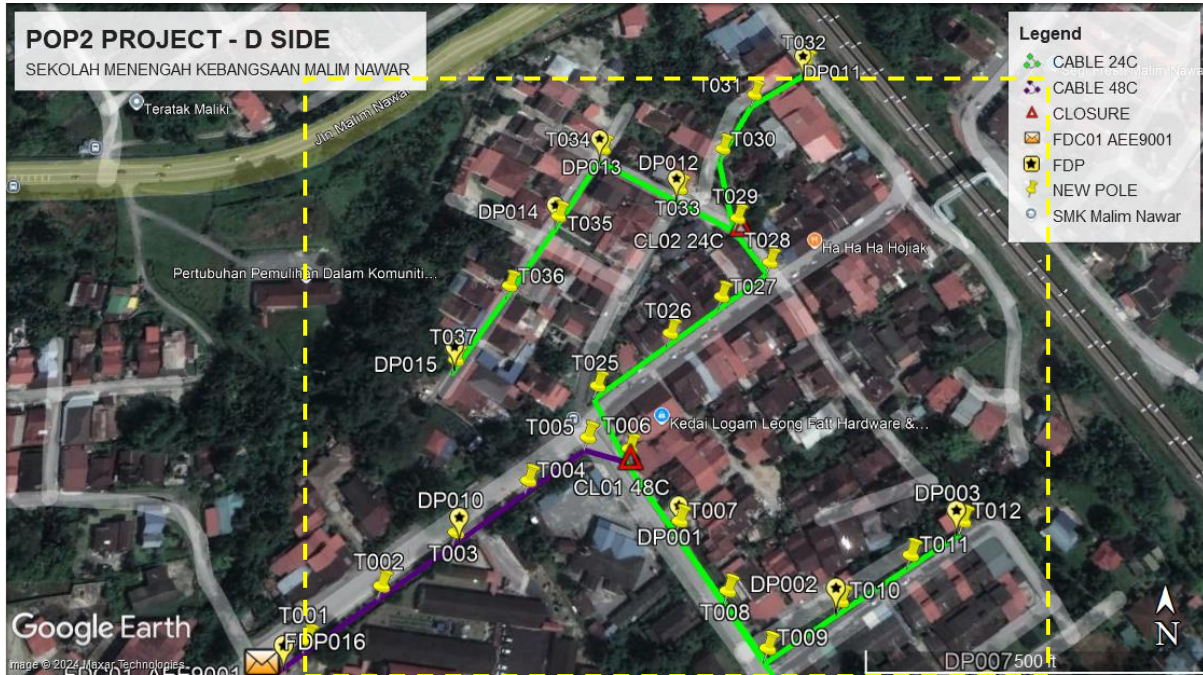 POP2 PROJECT - D SIDE
SEKOLAH MENENGAH KEBANGSAAN MALIM NAWAR
Legend
CABLE 24C
CABLE 48C
CLOSURE
FDC01 AEE9001
FDP
NEW POLE
SMK Malim Nawar
T032
DP011
T031
Teratak Maliki
Jln Malim Nawar
T034
T030
DP013
DP012
T033
T029
DP014
T035
CL02 24C
T028
Ha Ha Ha Hojiak
Pertubuhan Pemulihan Dalam Komuniti...
T036
T027
T026
T037
DP015
T025
T005
T006
Kedai Logam Leong Fatt Hardware &...
T004
CL01 48C
DP010
T007
DP003
T012
DP001
T003
T011
T002
DP002
T010
T008
T001
FDP016
T009
Google Earth
N
Image © 2024 Maxar Technologies
FDC01 AEE9001
DP007
500 ft